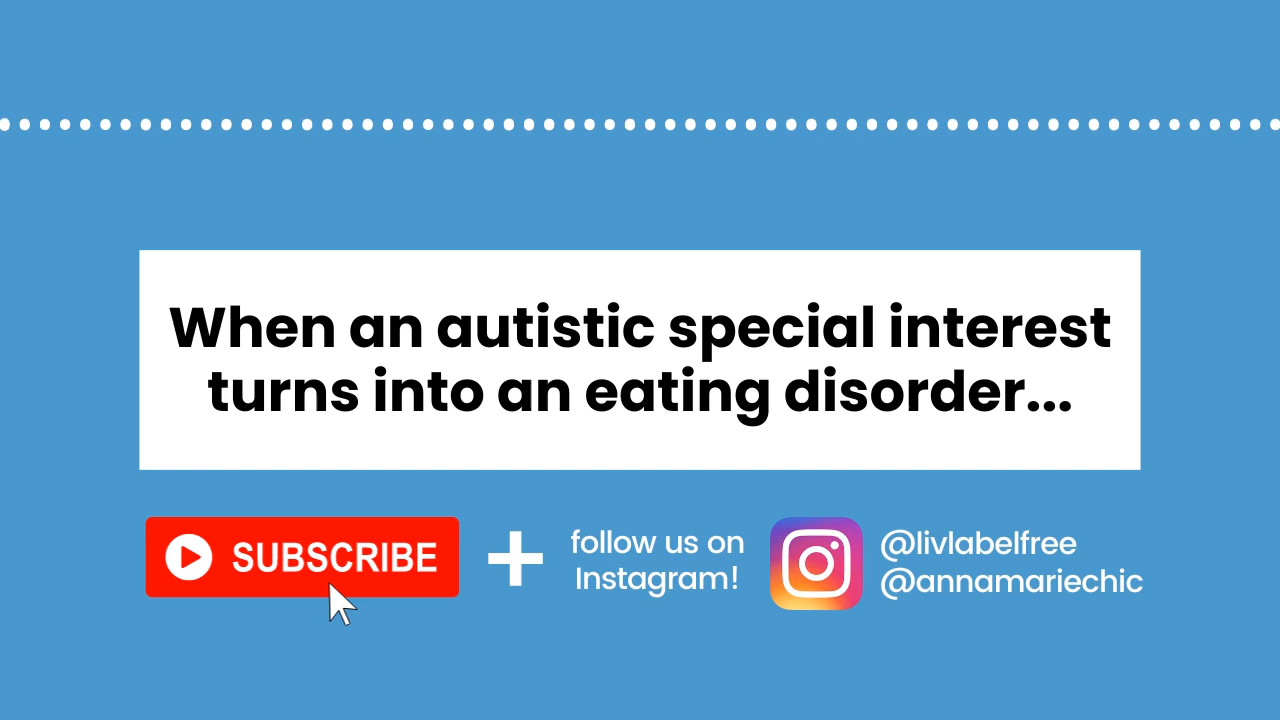 When an autistic special interest
turns into an eating disorder...
SUBSCRIBE
follow us on
Instagram!
@livlabelfree
@annamariechic